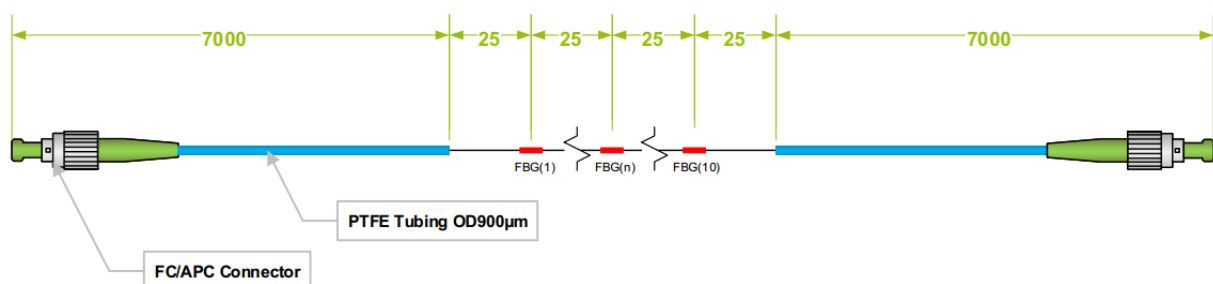 7000
25
25
25
25
7000
FBG(1)
FBG(n)
FBG(10)
PTFE Tubing OD900µm
FC/APC Connector